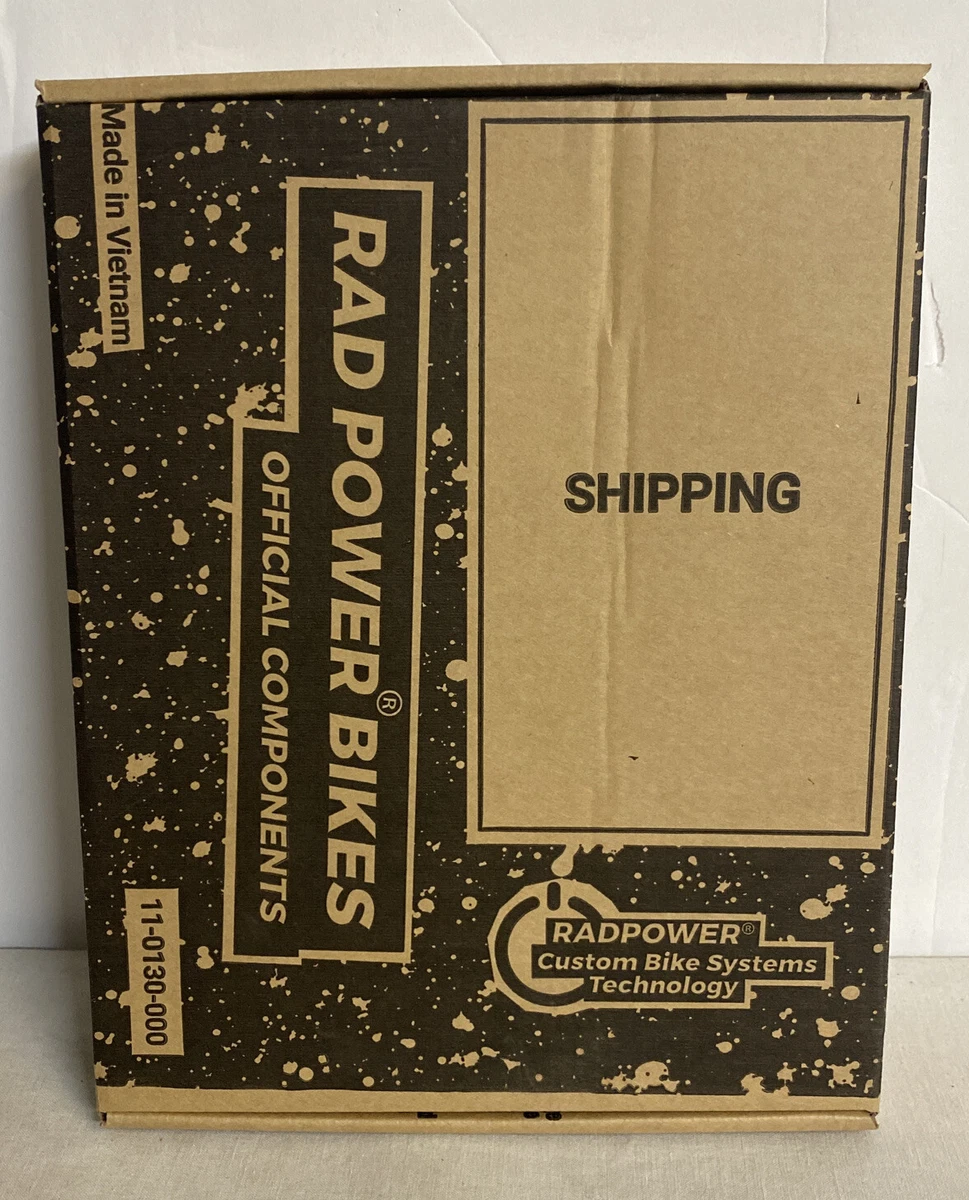 Made in Vietnam
RAD POWER BIKES®
OFFICIAL COMPONENTS
SHIPPING
RADPOWER®
Custom Bike Systems
Technology
11-0130-000